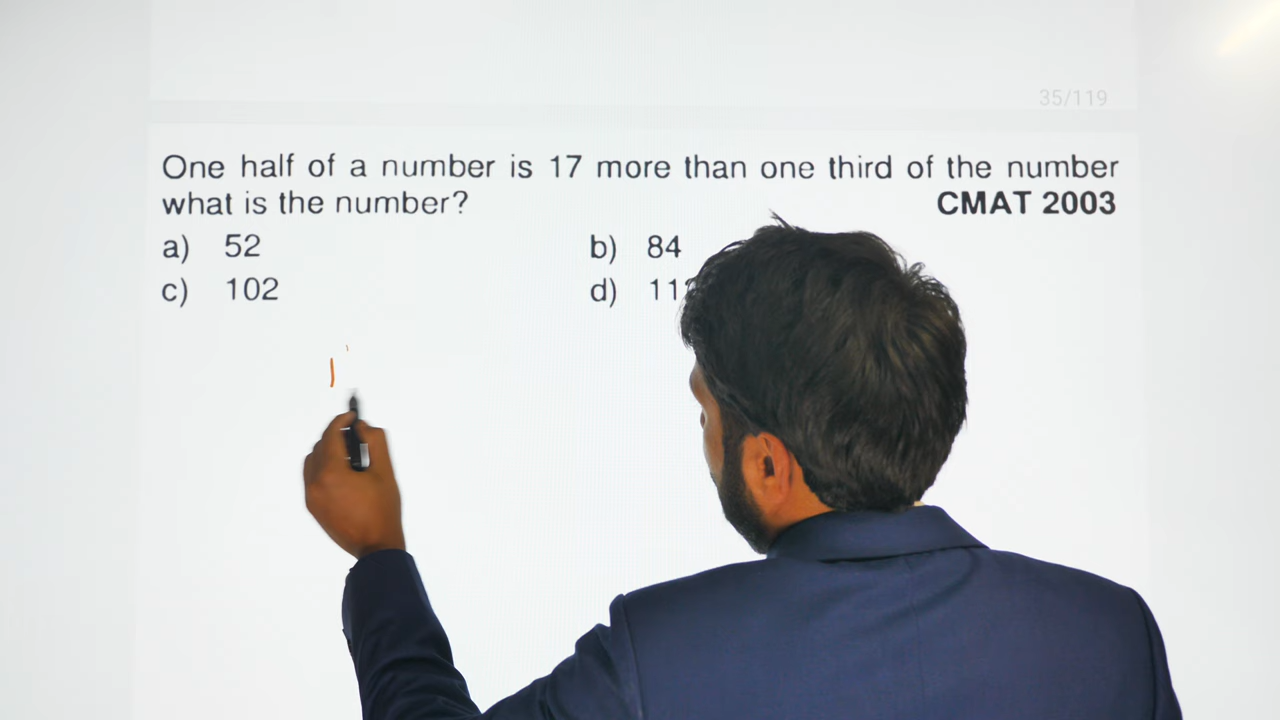 35/119
One half of a number is 17 more than one third of the number
what is the number? CMAT 2003
a) 52 b) 84
c) 102 d)